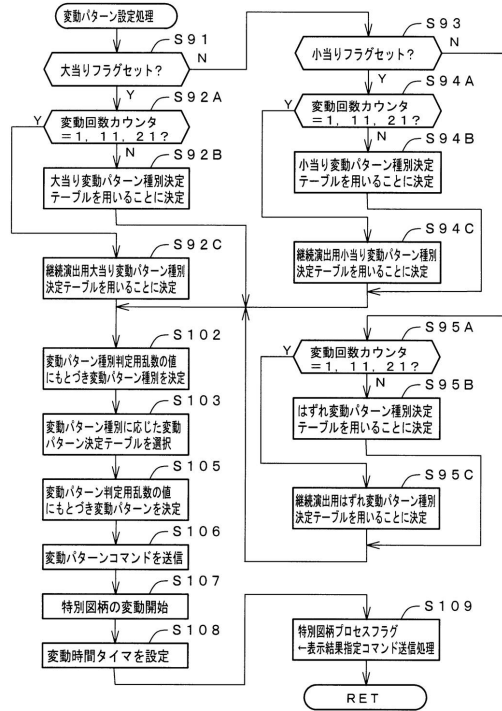 変動パターン設定処理
S91
大当りフラグセット?
N
Y
S92A
変動回数カウンタ
=1, 11, 21?
Y
N
S92B
大当り変動パターン種別決定
テーブルを用いることに決定
S92C
継続演出用大当り変動パターン種別
決定テーブルを用いることに決定
S93
小当りフラグセット?
N
Y
S94A
変動回数カウンタ
=1, 11, 21?
Y
N
S94B
小当り変動パターン種別決定
テーブルを用いることに決定
S94C
継続演出用小当り変動パターン種別
決定テーブルを用いることに決定
S95A
変動回数カウンタ
=1, 11, 21?
Y
N
S95B
はずれ変動パターン種別決定
テーブルを用いることに決定
S95C
継続演出用はずれ変動パターン種別
決定テーブルを用いることに決定
S102
変動パターン種別判定用乱数の値
にもとづき変動パターン種別を決定
S103
変動パターン種別に応じた変動
パターン決定テーブルを選択
S105
変動パターン判定用乱数の値
にもとづき変動パターンを決定
S106
変動パターンコマンドを送信
S107
特別図柄の変動開始
S108
変動時間タイマを設定
S109
特別図柄プロセスフラグ
←表示結果指定コマンド送信処理
RET